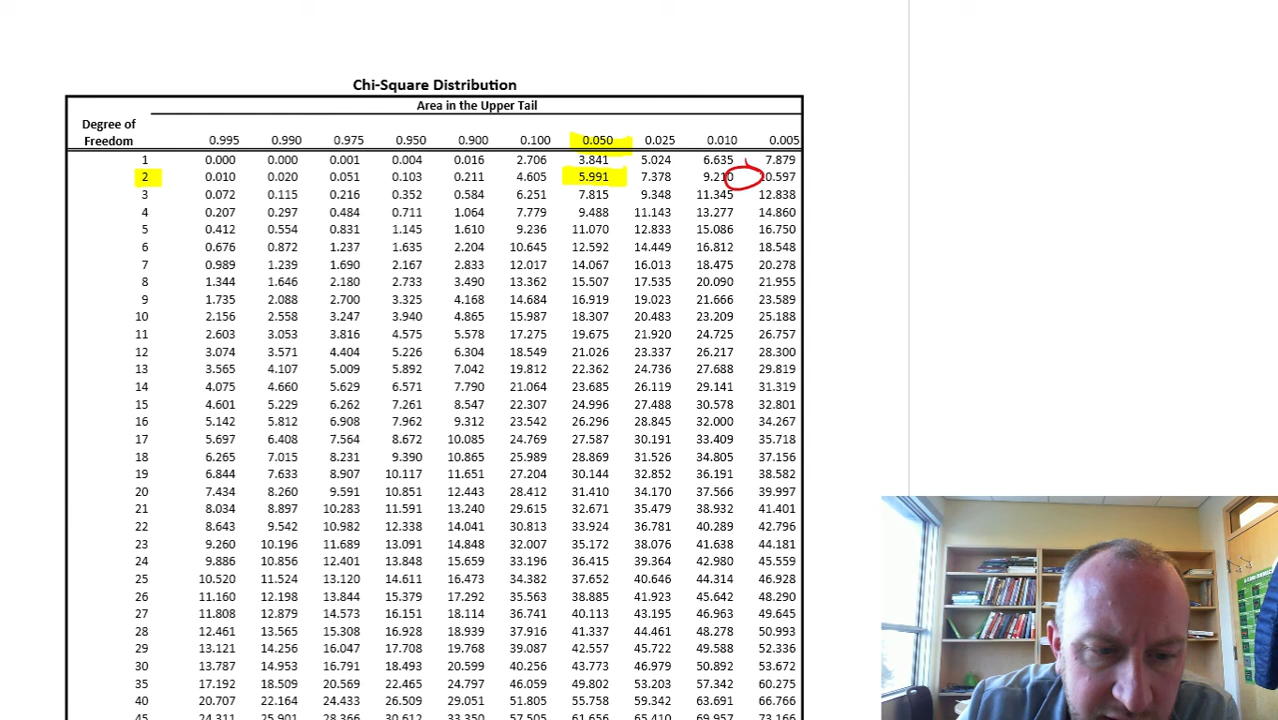 Chi-Square Distribution
Area in the Upper Tail
Degree of
Freedom 0.995 0.990 0.975 0.950 0.900 0.100 0.050 0.025 0.010 0.005
1 0.000 0.000 0.001 0.004 0.016 2.706 3.841 5.024 6.635 7.879
2 0.010 0.020 0.051 0.103 0.211 4.605 5.991 7.378 9.210 10.597
3 0.072 0.115 0.216 0.352 0.584 6.251 7.815 9.348 11.345 12.838
4 0.207 0.297 0.484 0.711 1.064 7.779 9.488 11.143 13.277 14.860
5 0.412 0.554 0.831 1.145 1.610 9.236 11.070 12.833 15.086 16.750
6 0.676 0.872 1.237 1.635 2.204 10.645 12.592 14.449 16.812 18.548
7 0.989 1.239 1.690 2.167 2.833 12.017 14.067 16.013 18.475 20.278
8 1.344 1.646 2.180 2.733 3.490 13.362 15.507 17.535 20.090 21.955
9 1.735 2.088 2.700 3.325 4.168 14.684 16.919 19.023 21.666 23.589
10 2.156 2.558 3.247 3.940 4.865 15.987 18.307 20.483 23.209 25.188
11 2.603 3.053 3.816 4.575 5.578 17.275 19.675 21.920 24.725 26.757
12 3.074 3.571 4.404 5.226 6.304 18.549 21.026 23.337 26.217 28.300
13 3.565 4.107 5.009 5.892 7.042 19.812 22.362 24.736 27.688 29.819
14 4.075 4.660 5.629 6.571 7.790 21.064 23.685 26.119 29.141 31.319
15 4.601 5.229 6.262 7.261 8.547 22.307 24.996 27.488 30.578 32.801
16 5.142 5.812 6.908 7.962 9.312 23.542 26.296 28.845 32.000 34.267
17 5.697 6.408 7.564 8.672 10.085 24.769 27.587 30.191 33.409 35.718
18 6.265 7.015 8.231 9.390 10.865 25.989 28.869 31.526 34.805 37.156
19 6.844 7.633 8.907 10.117 11.651 27.204 30.144 32.852 36.191 38.582
20 7.434 8.260 9.591 10.851 12.443 28.412 31.410 34.170 37.566 39.997
21 8.034 8.897 10.283 11.591 13.240 29.615 32.671 35.479 38.932 41.401
22 8.643 9.542 10.982 12.338 14.041 30.813 33.924 36.781 40.289 42.796
23 9.260 10.196 11.689 13.091 14.848 32.007 35.172 38.076 41.638 44.181
24 9.886 10.856 12.401 13.848 15.659 33.196 36.415 39.364 42.980 45.559
25 10.520 11.524 13.120 14.611 16.473 34.382 37.652 40.646 44.314 46.928
26 11.160 12.198 13.844 15.379 17.292 35.563 38.885 41.923 45.642 48.290
27 11.808 12.879 14.573 16.151 18.114 36.741 40.113 43.195 46.963 49.645
28 12.461 13.565 15.308 16.928 18.939 37.916 41.337 44.461 48.278 50.993
29 13.121 14.256 16.047 17.708 19.768 39.087 42.557 45.722 49.588 52.336
30 13.787 14.953 16.791 18.493 20.599 40.256 43.773 46.979 50.892 53.672
35 17.192 18.509 20.569 22.465 24.797 46.059 49.802 53.203 57.342 60.275
40 20.707 22.164 24.433 26.509 29.051 51.805 55.758 59.342 63.691 66.766
45 24.311 25.901 28.366 30.612 33.350 57.505 61.656 65.410 69.957 73.166